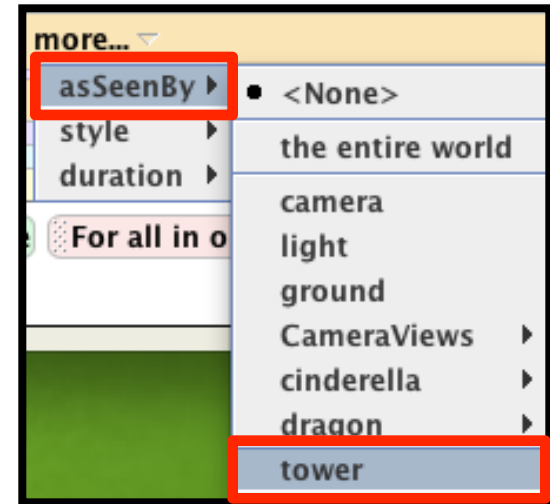 more...
asSeenBy
style
duration
For all in o
<None>
the entire world
camera
light
ground
CameraViews
cinderella
dragon
tower